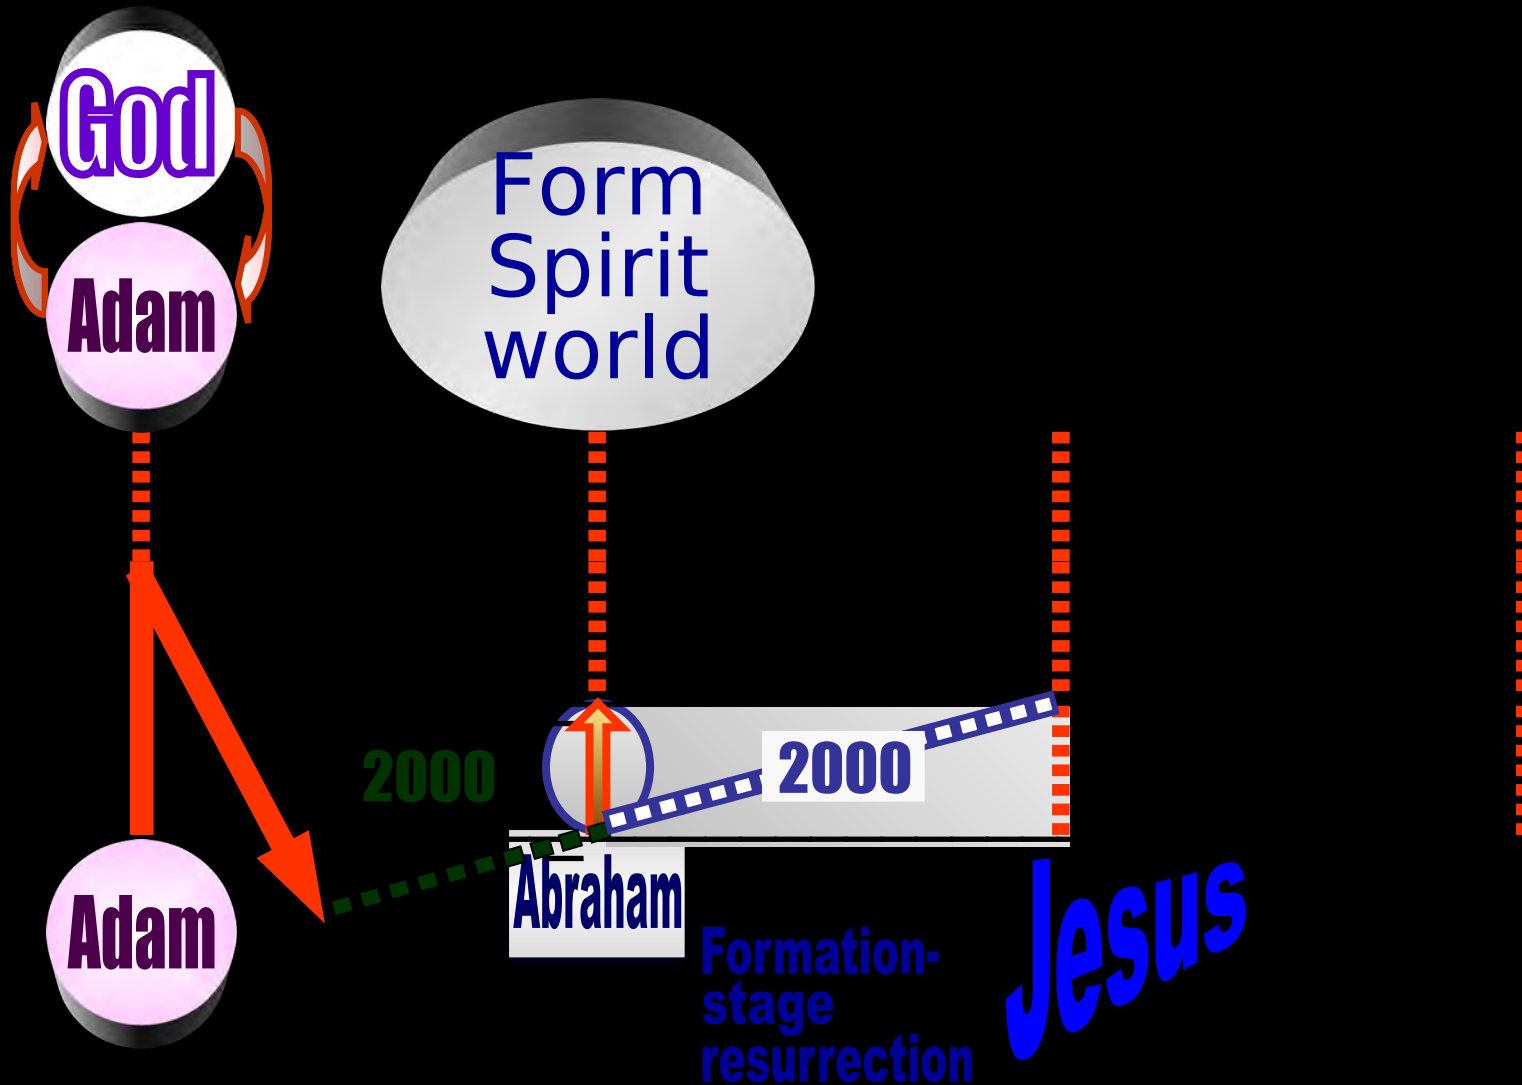 God
Adam
Form
Spirit
world
2000
2000
Adam
Abraham
Formation-
stage
resurrection
Jesus